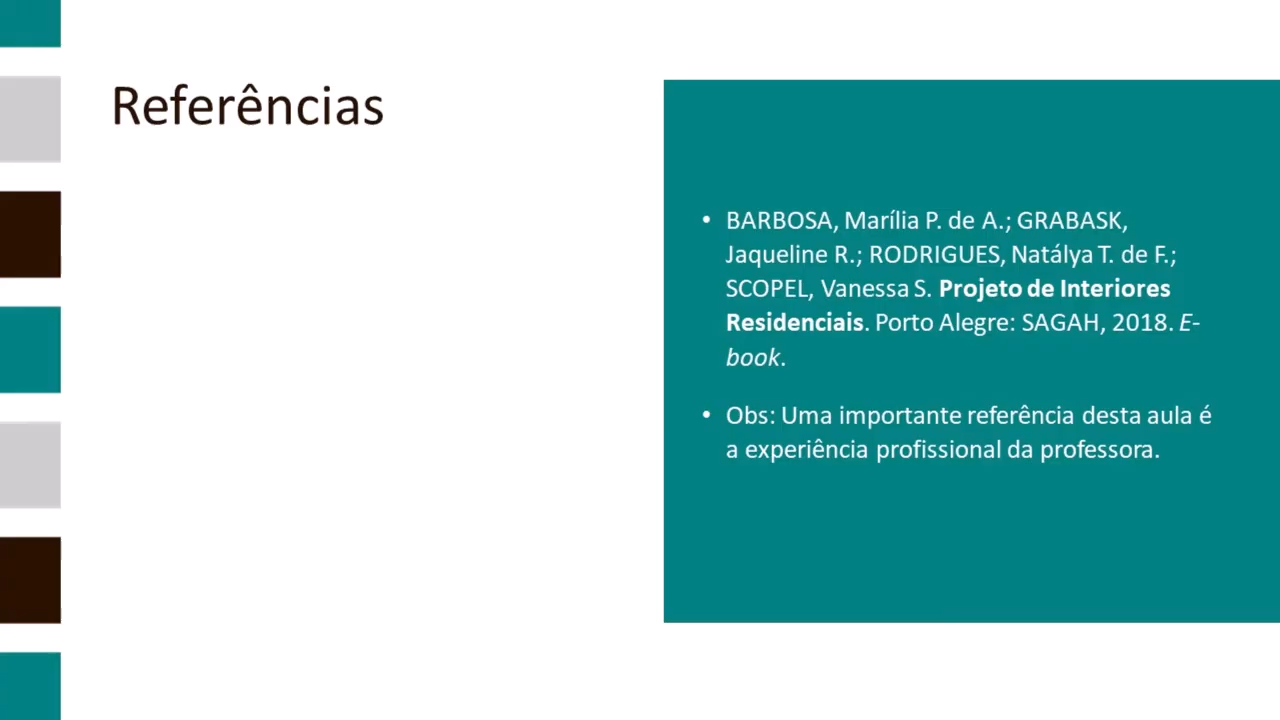 Referências
• BARBOSA, Marília P. de A.; GRABASK,
Jaqueline R.; RODRIGUES, Natálya T. de F.;
SCOPEL, Vanessa S. Projeto de Interiores
Residenciais. Porto Alegre: SAGAH, 2018. E-
book.
• Obs: Uma importante referência desta aula é
a experiência profissional da professora.